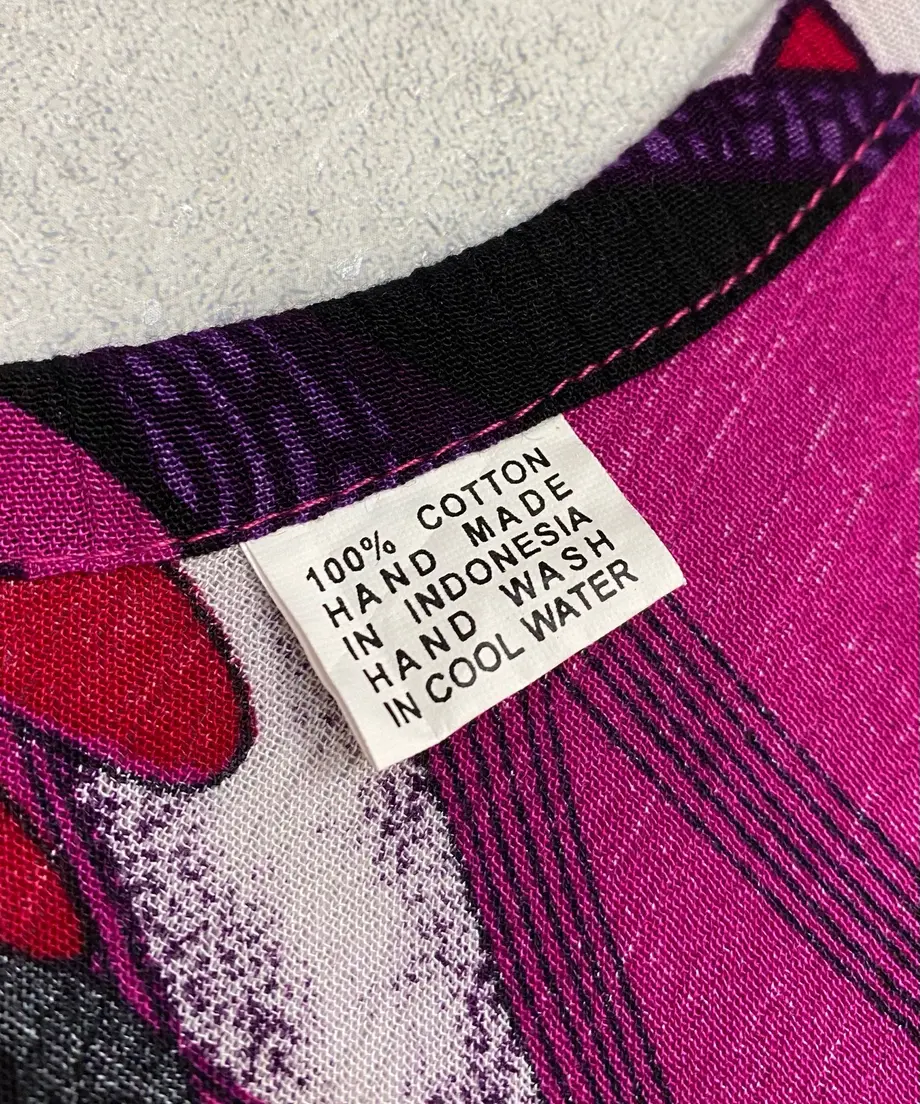 100% COTTON
HAND MADE
IN INDONESIA
HAND WASH
IN COOL WATER